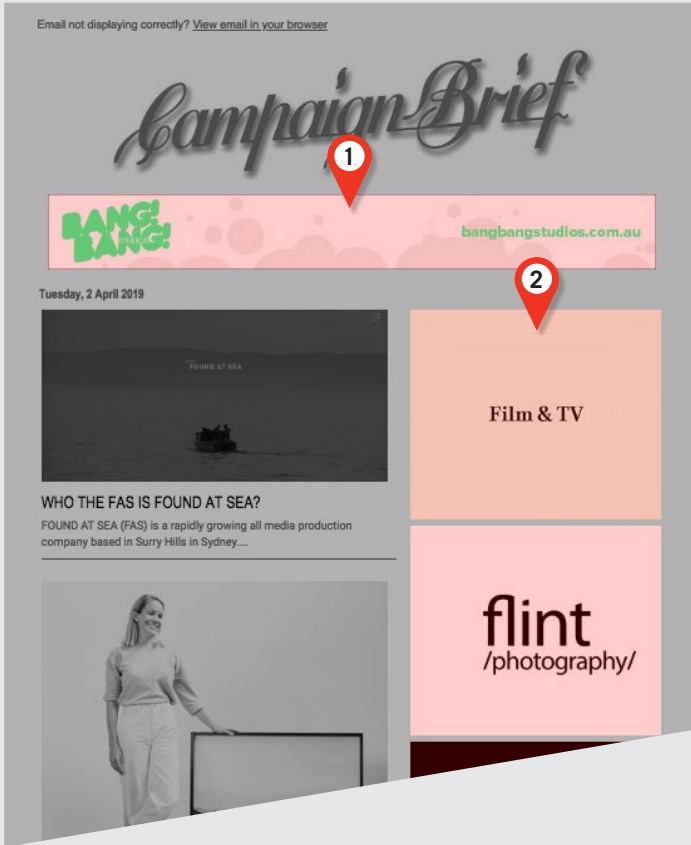 Email not displaying correctly? View email in your browser
Campaign Brief
1
BANG!
BANG!
STUDIOS
bangbangstudios.com.au
2
Tuesday, 2 April 2019
FOUND AT SEA
Film & TV
WHO THE FAS IS FOUND AT SEA?
FOUND AT SEA (FAS) is a rapidly growing all media production
company based in Surry Hills in Sydney....
flint
/photography/